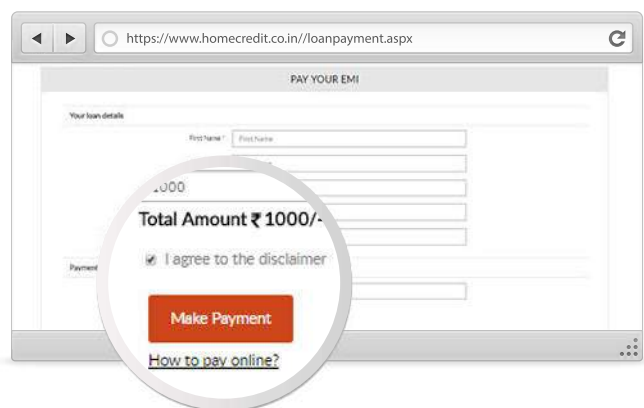 https://www.homecredit.co.in//loanpayment.aspx
PAY YOUR EMI
Your loan details
First Name *
First Name
1000
Total Amount ₹ 1000/-
I agree to the disclaimer
Payment
Make Payment
How to pay online?